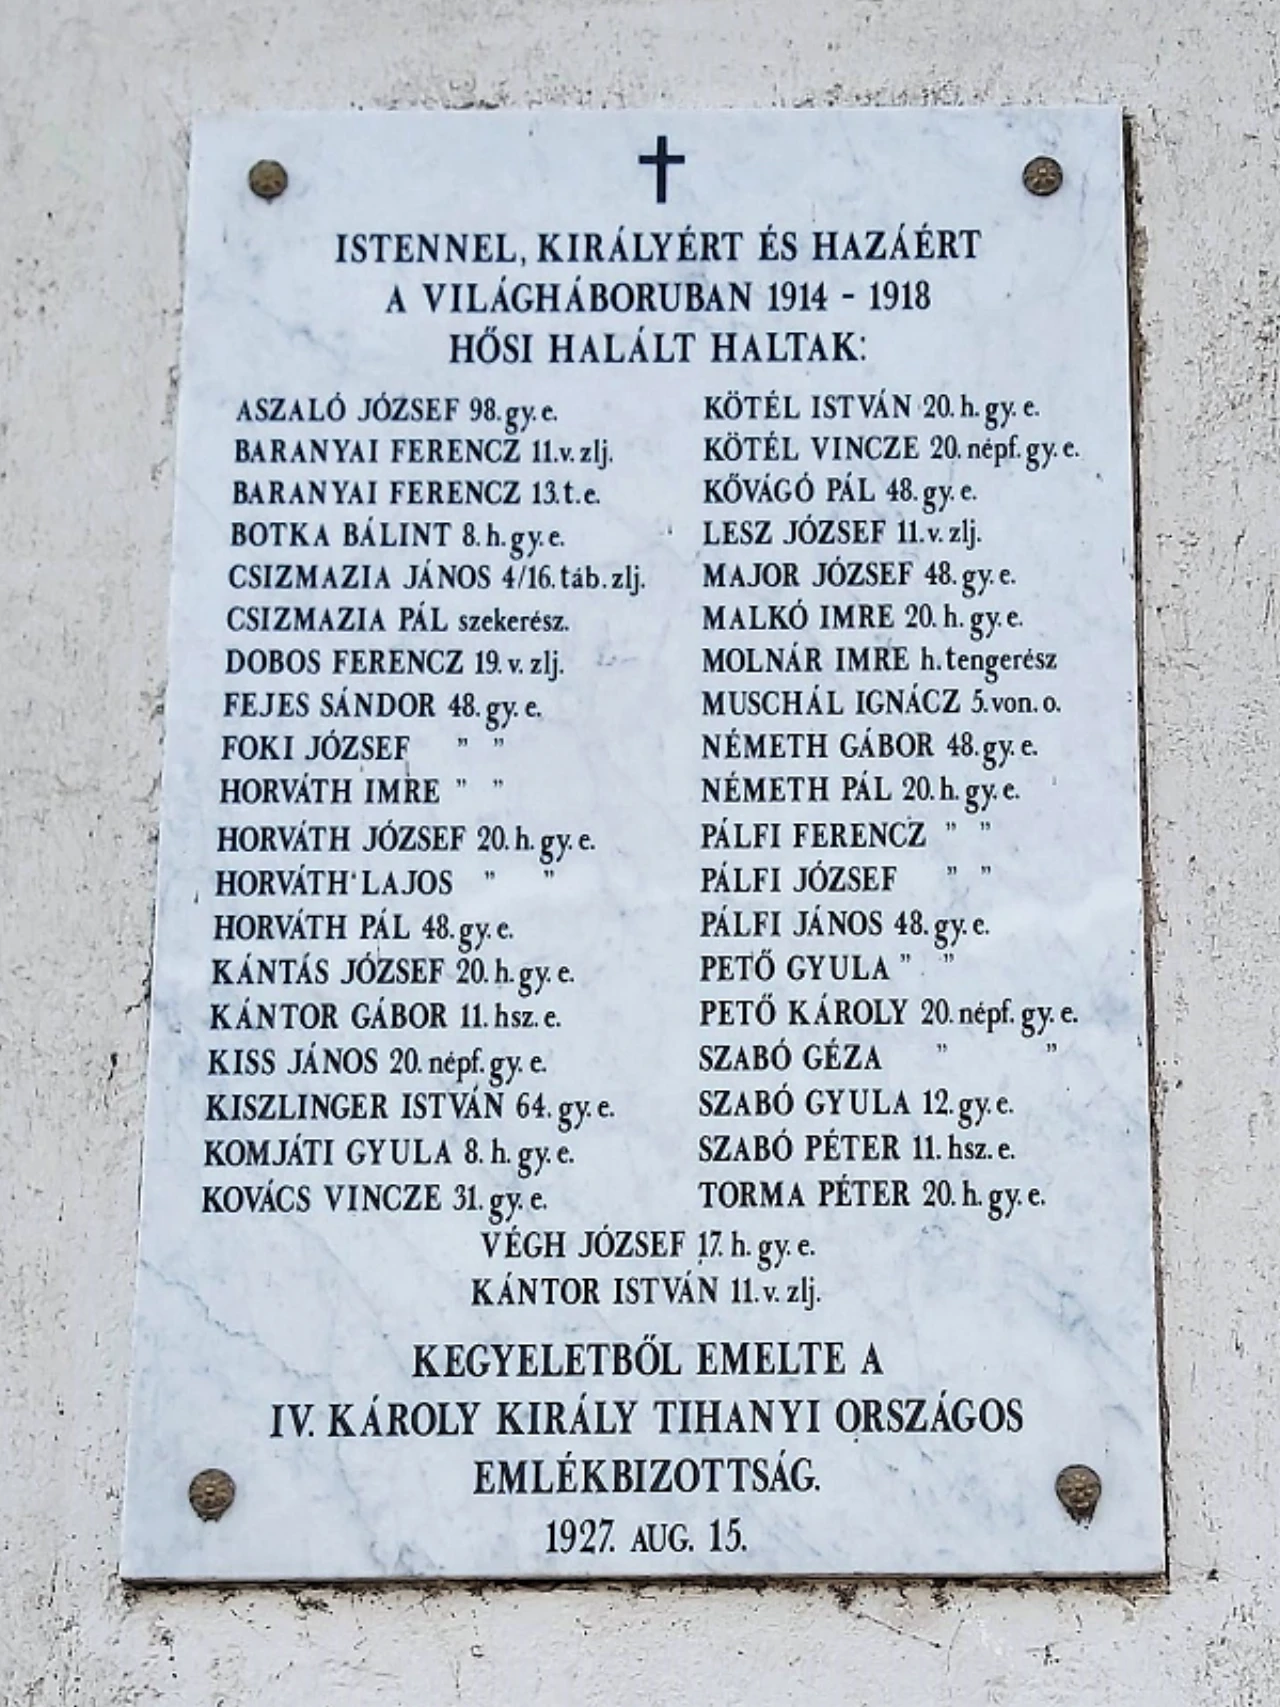 ISTENNEL, KIRÁLYÉRT ÉS HAZÁÉRT
A VILÁGHÁBORUBAN 1914 - 1918
HŐSI HALÁLT HALTAK:
ASZALÓ JÓZSEF 98. gy. e.
BARANYAI FERENCZ 11. v. zlj.
BARANYAI FERENCZ 13. t. e.
BOTKA BÁLINT 8. h. gy. e.
CSIZMAZIA JÁNOS 4/16. táb. zlj.
CSIZMAZIA PÁL szekerész.
DOBOS FERENCZ 19. v. zlj.
FEJES SÁNDOR 48. gy. e.
FOKI JÓZSEF " "
HORVÁTH IMRE " "
HORVÁTH JÓZSEF 20. h. gy. e.
HORVÁTH LAJOS " "
HORVÁTH PÁL 48. gy. e.
KÁNTÁS JÓZSEF 20. h. gy. e.
KÁNTOR GÁBOR 11. hsz. e.
KISS JÁNOS 20. népf. gy. e.
KISZLINGER ISTVÁN 64. gy. e.
KOMJÁTI GYULA 8. h. gy. e.
KOVÁCS VINCZE 31. gy. e.
KÖTÉL ISTVÁN 20. h. gy. e.
KÖTÉL VINCZE 20. népf. gy. e.
KŐVÁGÓ PÁL 48. gy. e.
LESZ JÓZSEF 11. v. zlj.
MAJOR JÓZSEF 48. gy. e.
MALKÓ IMRE 20. h. gy. e.
MOLNÁR IMRE h. tengerész
MUSCHÁL IGNÁCZ 5. von. o.
NÉMETH GÁBOR 48. gy. e.
NÉMETH PÁL 20. h. gy. e.
PÁLFI FERENCZ " "
PÁLFI JÓZSEF " "
PÁLFI JÁNOS 48. gy. e.
PETŐ GYULA " "
PETŐ KÁROLY 20. népf. gy. e.
SZABÓ GÉZA " "
SZABÓ GYULA 12. gy. e.
SZABÓ PÉTER 11. hsz. e.
TORMA PÉTER 20. h. gy. e.
VÉGH JÓZSEF 17. h. gy. e.
KÁNTOR ISTVÁN 11. v. zlj.
KEGYELETBŐL EMELTE A
IV. KÁROLY KIRÁLY TIHANYI ORSZÁGOS
EMLÉKBIZOTTSÁG.
1927. AUG. 15.